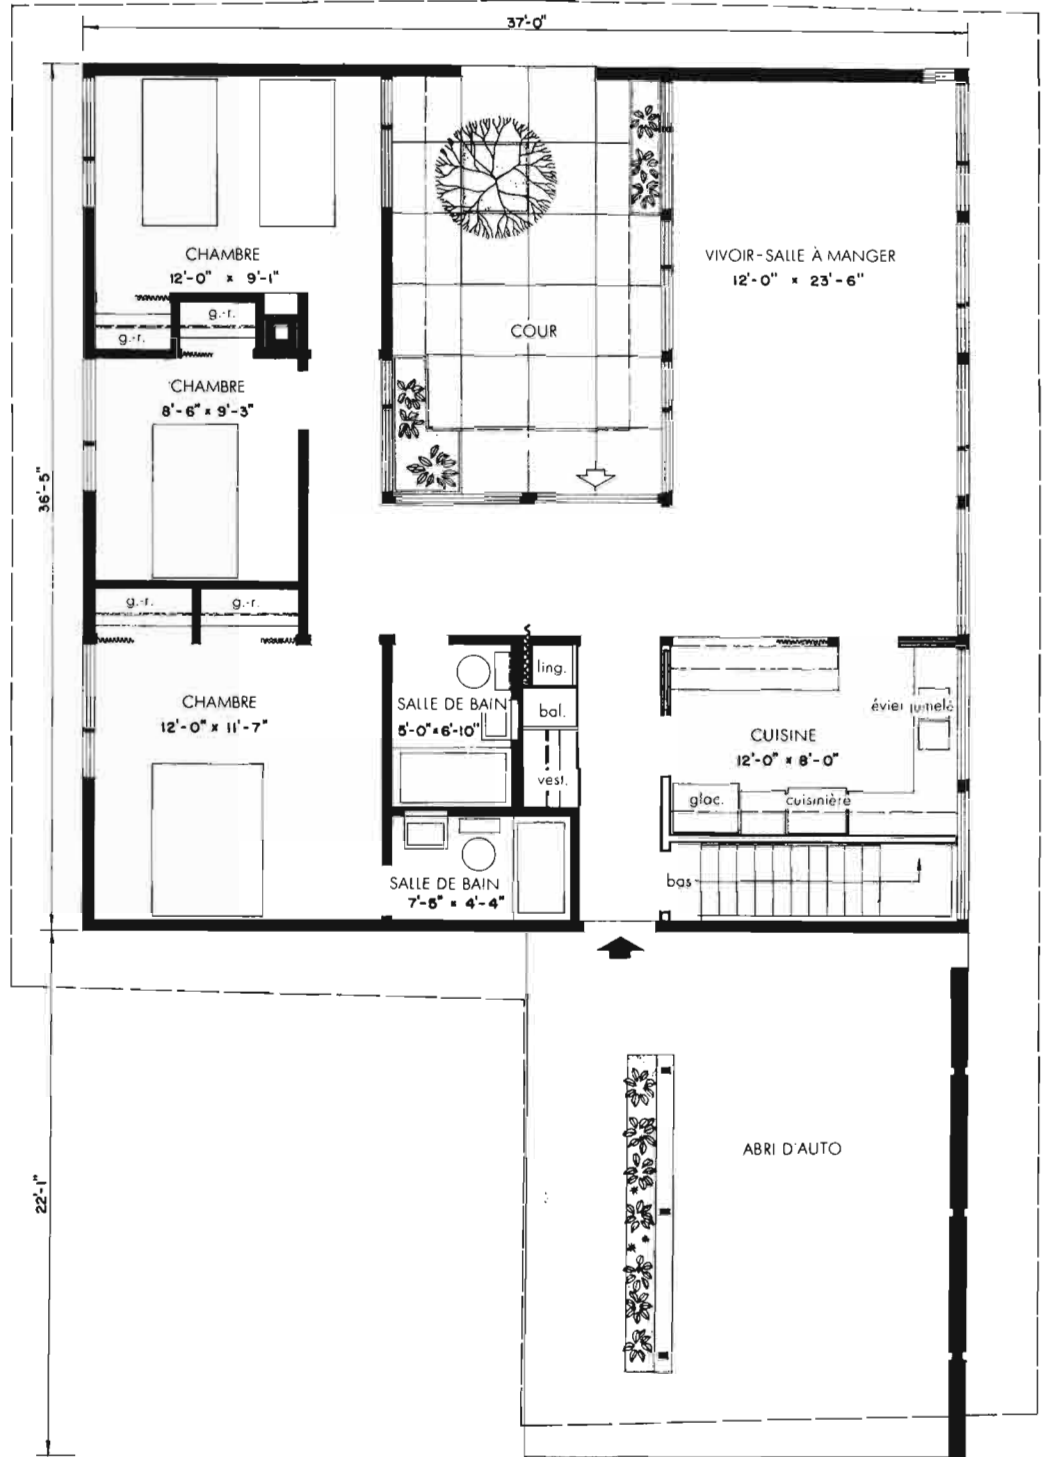 37'-0"
CHAMBRE
12'-0" x 9'-1"
g.-r.
g.-r.
COUR
VIVOIR-SALLE À MANGER
12'-0" x 23'-6"
CHAMBRE
8'-6" x 9'-3"
36'-5"
g.-r.
g.-r.
CHAMBRE
12'-0" x 11'-7"
SALLE DE BAIN
5'-0" x 6'-10"
ling.
bal.
vest.
CUISINE
12'-0" x 8'-0"
évier jumelé
glac.
cuisinière
SALLE DE BAIN
7'-5" x 4'-4"
bas
22'-1"
ABRI D'AUTO